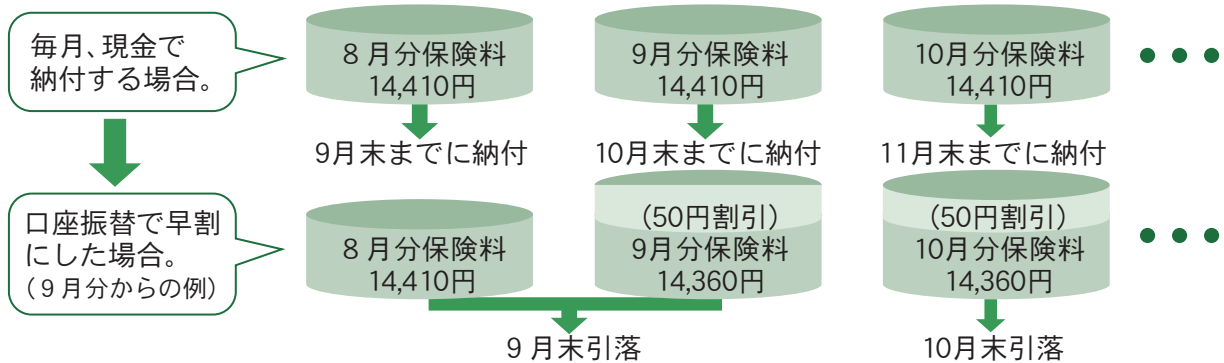 毎月、現金で
納付する場合。
8月分保険料
14,410円
9月分保険料
14,410円
10月分保険料
14,410円
9月末までに納付
10月末までに納付
11月末までに納付
口座振替で早割
にした場合。
(9月分からの例)
8月分保険料
14,410円
(50円割引)
9月分保険料
14,360円
(50円割引)
10月分保険料
14,360円
9月末引落
10月末引落